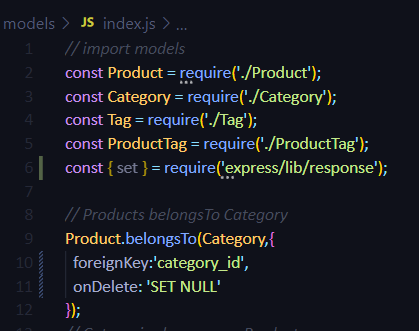 models > JS index.js > ...
1 // import models
2 const Product = require('./Product');
3 const Category = require('./Category');
4 const Tag = require('./Tag');
5 const ProductTag = require('./ProductTag');
6 const { set } = require('express/lib/response');
7
8 // Products belongsTo Category
9 Product.belongsTo(Category,{
10 foreignKey:'category_id',
11 onDelete: 'SET NULL'
12 });